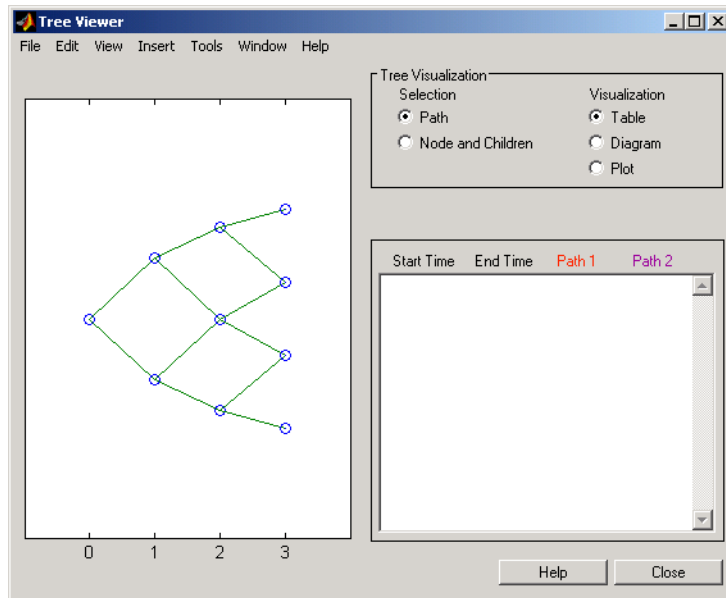 Tree Viewer
File Edit View Insert Tools Window Help
Tree Visualization
Selection Visualization
Path Table
Node and Children Diagram
Plot
Start Time End Time Path 1 Path 2
0 1 2 3
Help Close